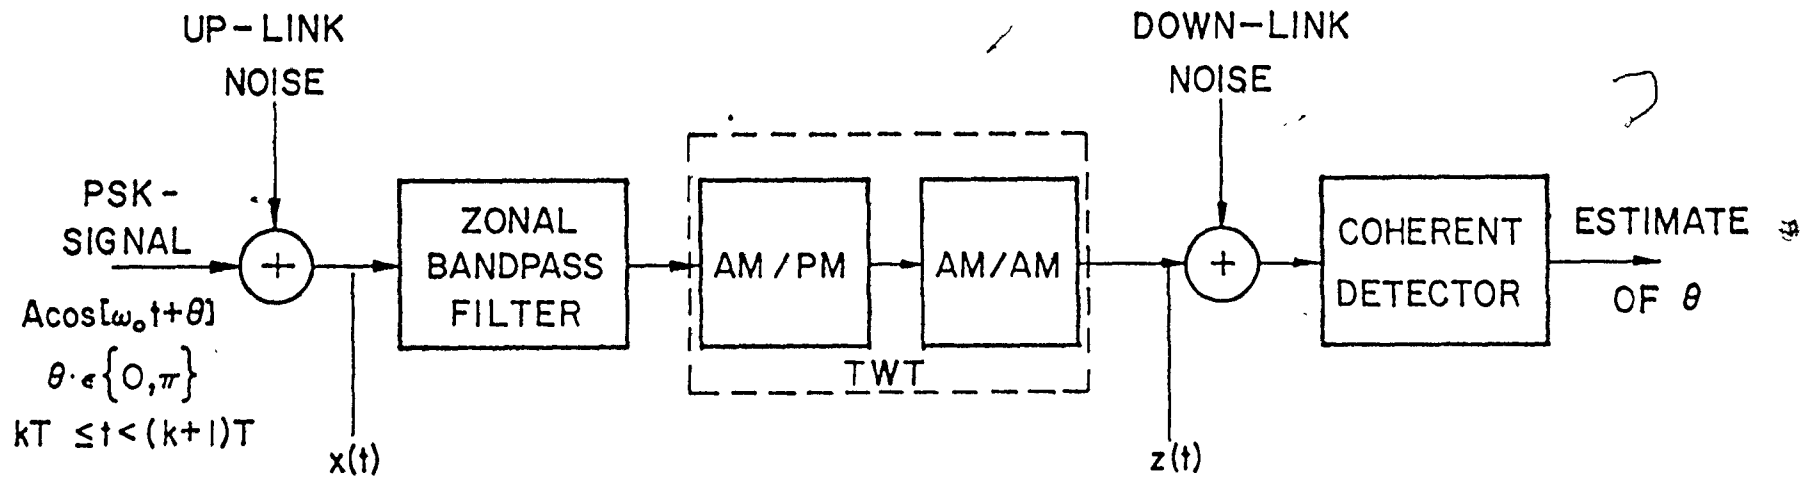 UP-LINK
NOISE
DOWN-LINK
NOISE
PSK-
SIGNAL
+
ZONAL
BANDPASS
FILTER
AM/PM
AM/AM
TWT
+
COHERENT
DETECTOR
ESTIMATE
OF θ
Acos[ω₀t+θ]
θ·ϵ{0,π}
kT ≤t<(k+1)T
x(t)
z(t)